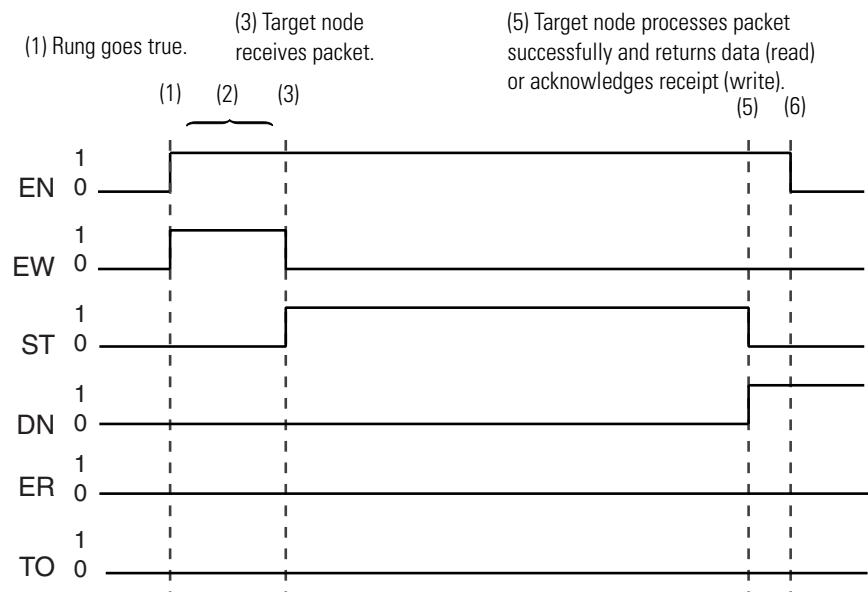 (1) Rung goes true.
(3) Target node
receives packet.
(5) Target node processes packet
successfully and returns data (read)
or acknowledges receipt (write).
(1) (2) (3) (5) (6)
1
EN 0
1
EW 0
1
ST 0
1
DN 0
1
ER 0
1
TO 0